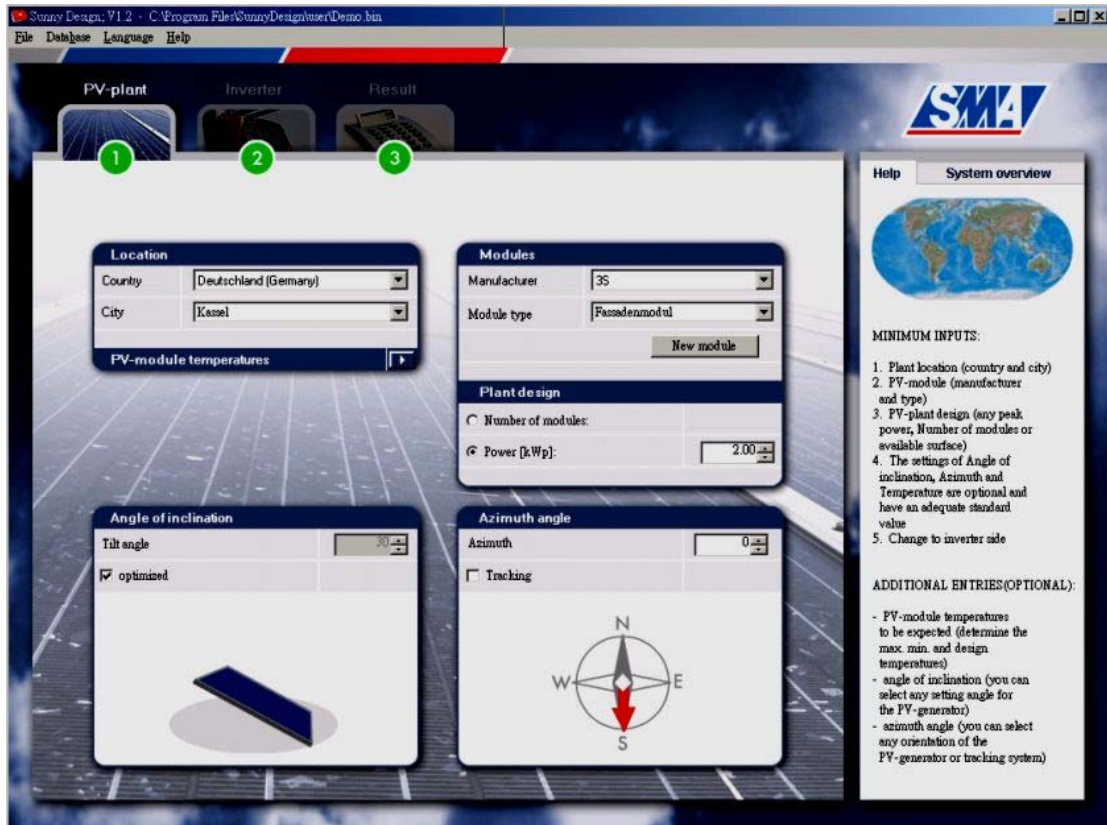 Sunny Design; V1.2 - C:\Program Files\SunnyDesign\user\Demo.bin
File Database Language Help
PV-plant Inverter Result
1 2 3
SMA
Location
Country Deutschland (Germany)
City Kassel
PV-module temperatures
Modules
Manufacturer 3S
Module type Fassadenmodul
New module
Plant design
Number of modules:
Power [kWp]: 2.00
Angle of inclination
Tilt angle 30
optimized
Azimuth angle
Azimuth 0
Tracking
N
W E
S
Help System overview
MINIMUM INPUTS:
1. Plant location (country and city)
2. PV-module (manufacturer
and type)
3. PV-plant design (any peak
power, Number of modules or
available surface)
4. The settings of Angle of
inclination, Azimuth and
Temperature are optional and
have an adequate standard
value
5. Change to inverter side
ADDITIONAL ENTRIES(OPTIONAL):
- PV-module temperatures
to be expected (determine the
max. min. and design
temperatures)
- angle of inclination (you can
select any setting angle for
the PV-generator)
- azimuth angle (you can select
any orientation of the
PV-generator or tracking system)